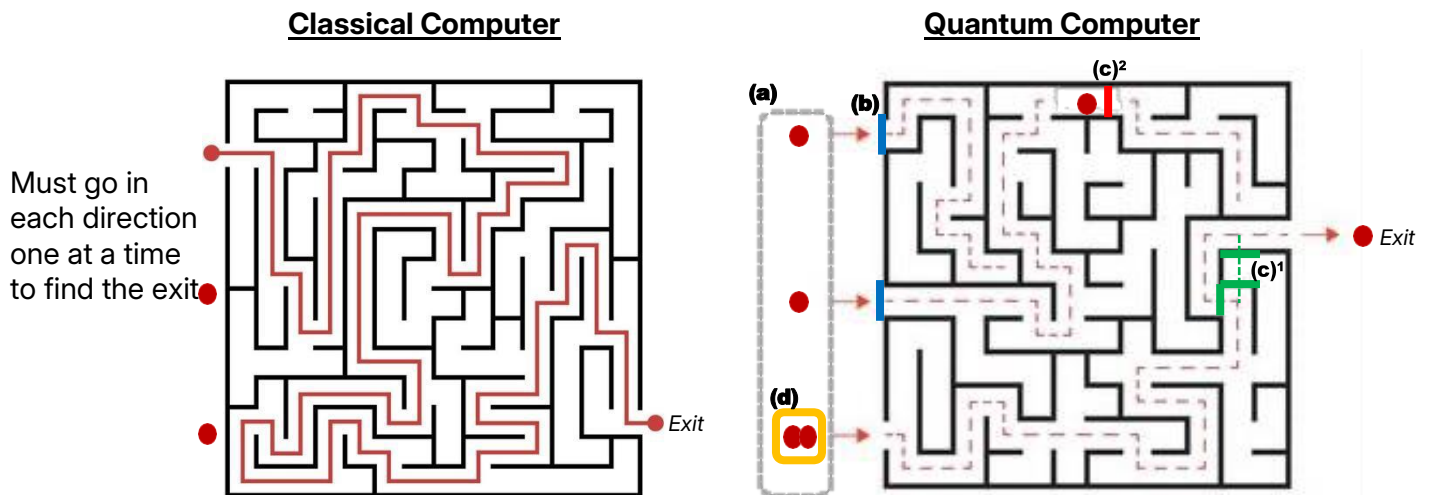 Classical Computer
Quantum Computer
Must go in
each direction
one at a time
to find the exit
Exit
(a)
(b)
(c)²
(c)¹
(d)
Exit